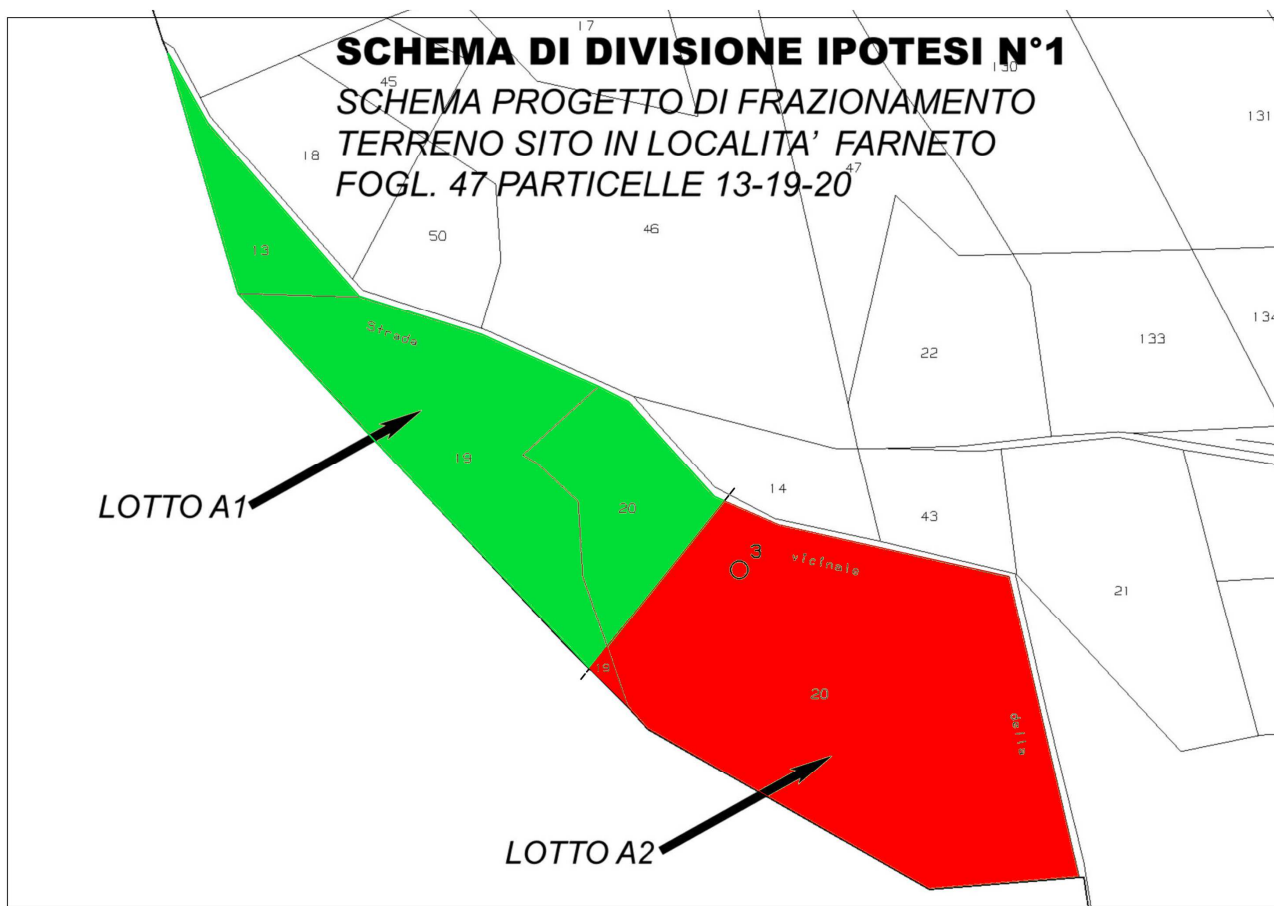 17
SCHEMA DI DIVISIONE IPOTESI N°1
130
45
SCHEMA PROGETTO DI FRAZIONAMENTO
131
TERRENO SITO IN LOCALITA’ FARNETO
18
47
FOGL. 47 PARTICELLE 13-19-20
50
46
13
134
Strada
133
22
19
LOTTO A1
14
20
43
3
vicinale
21
19
20
della
LOTTO A2